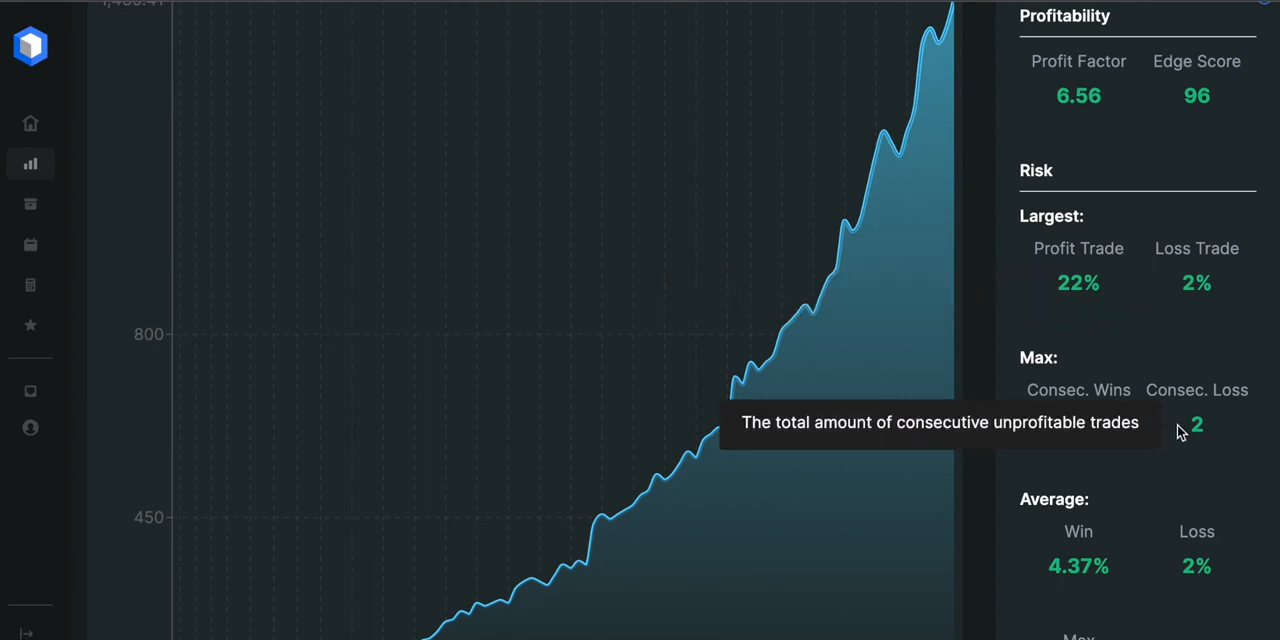 Profitability
Profit Factor Edge Score
6.56 96
Risk
Largest:
Profit Trade Loss Trade
22% 2%
800
Max:
Consec. Wins Consec. Loss
The total amount of consecutive unprofitable trades
2
450
Average:
Win Loss
4.37% 2%